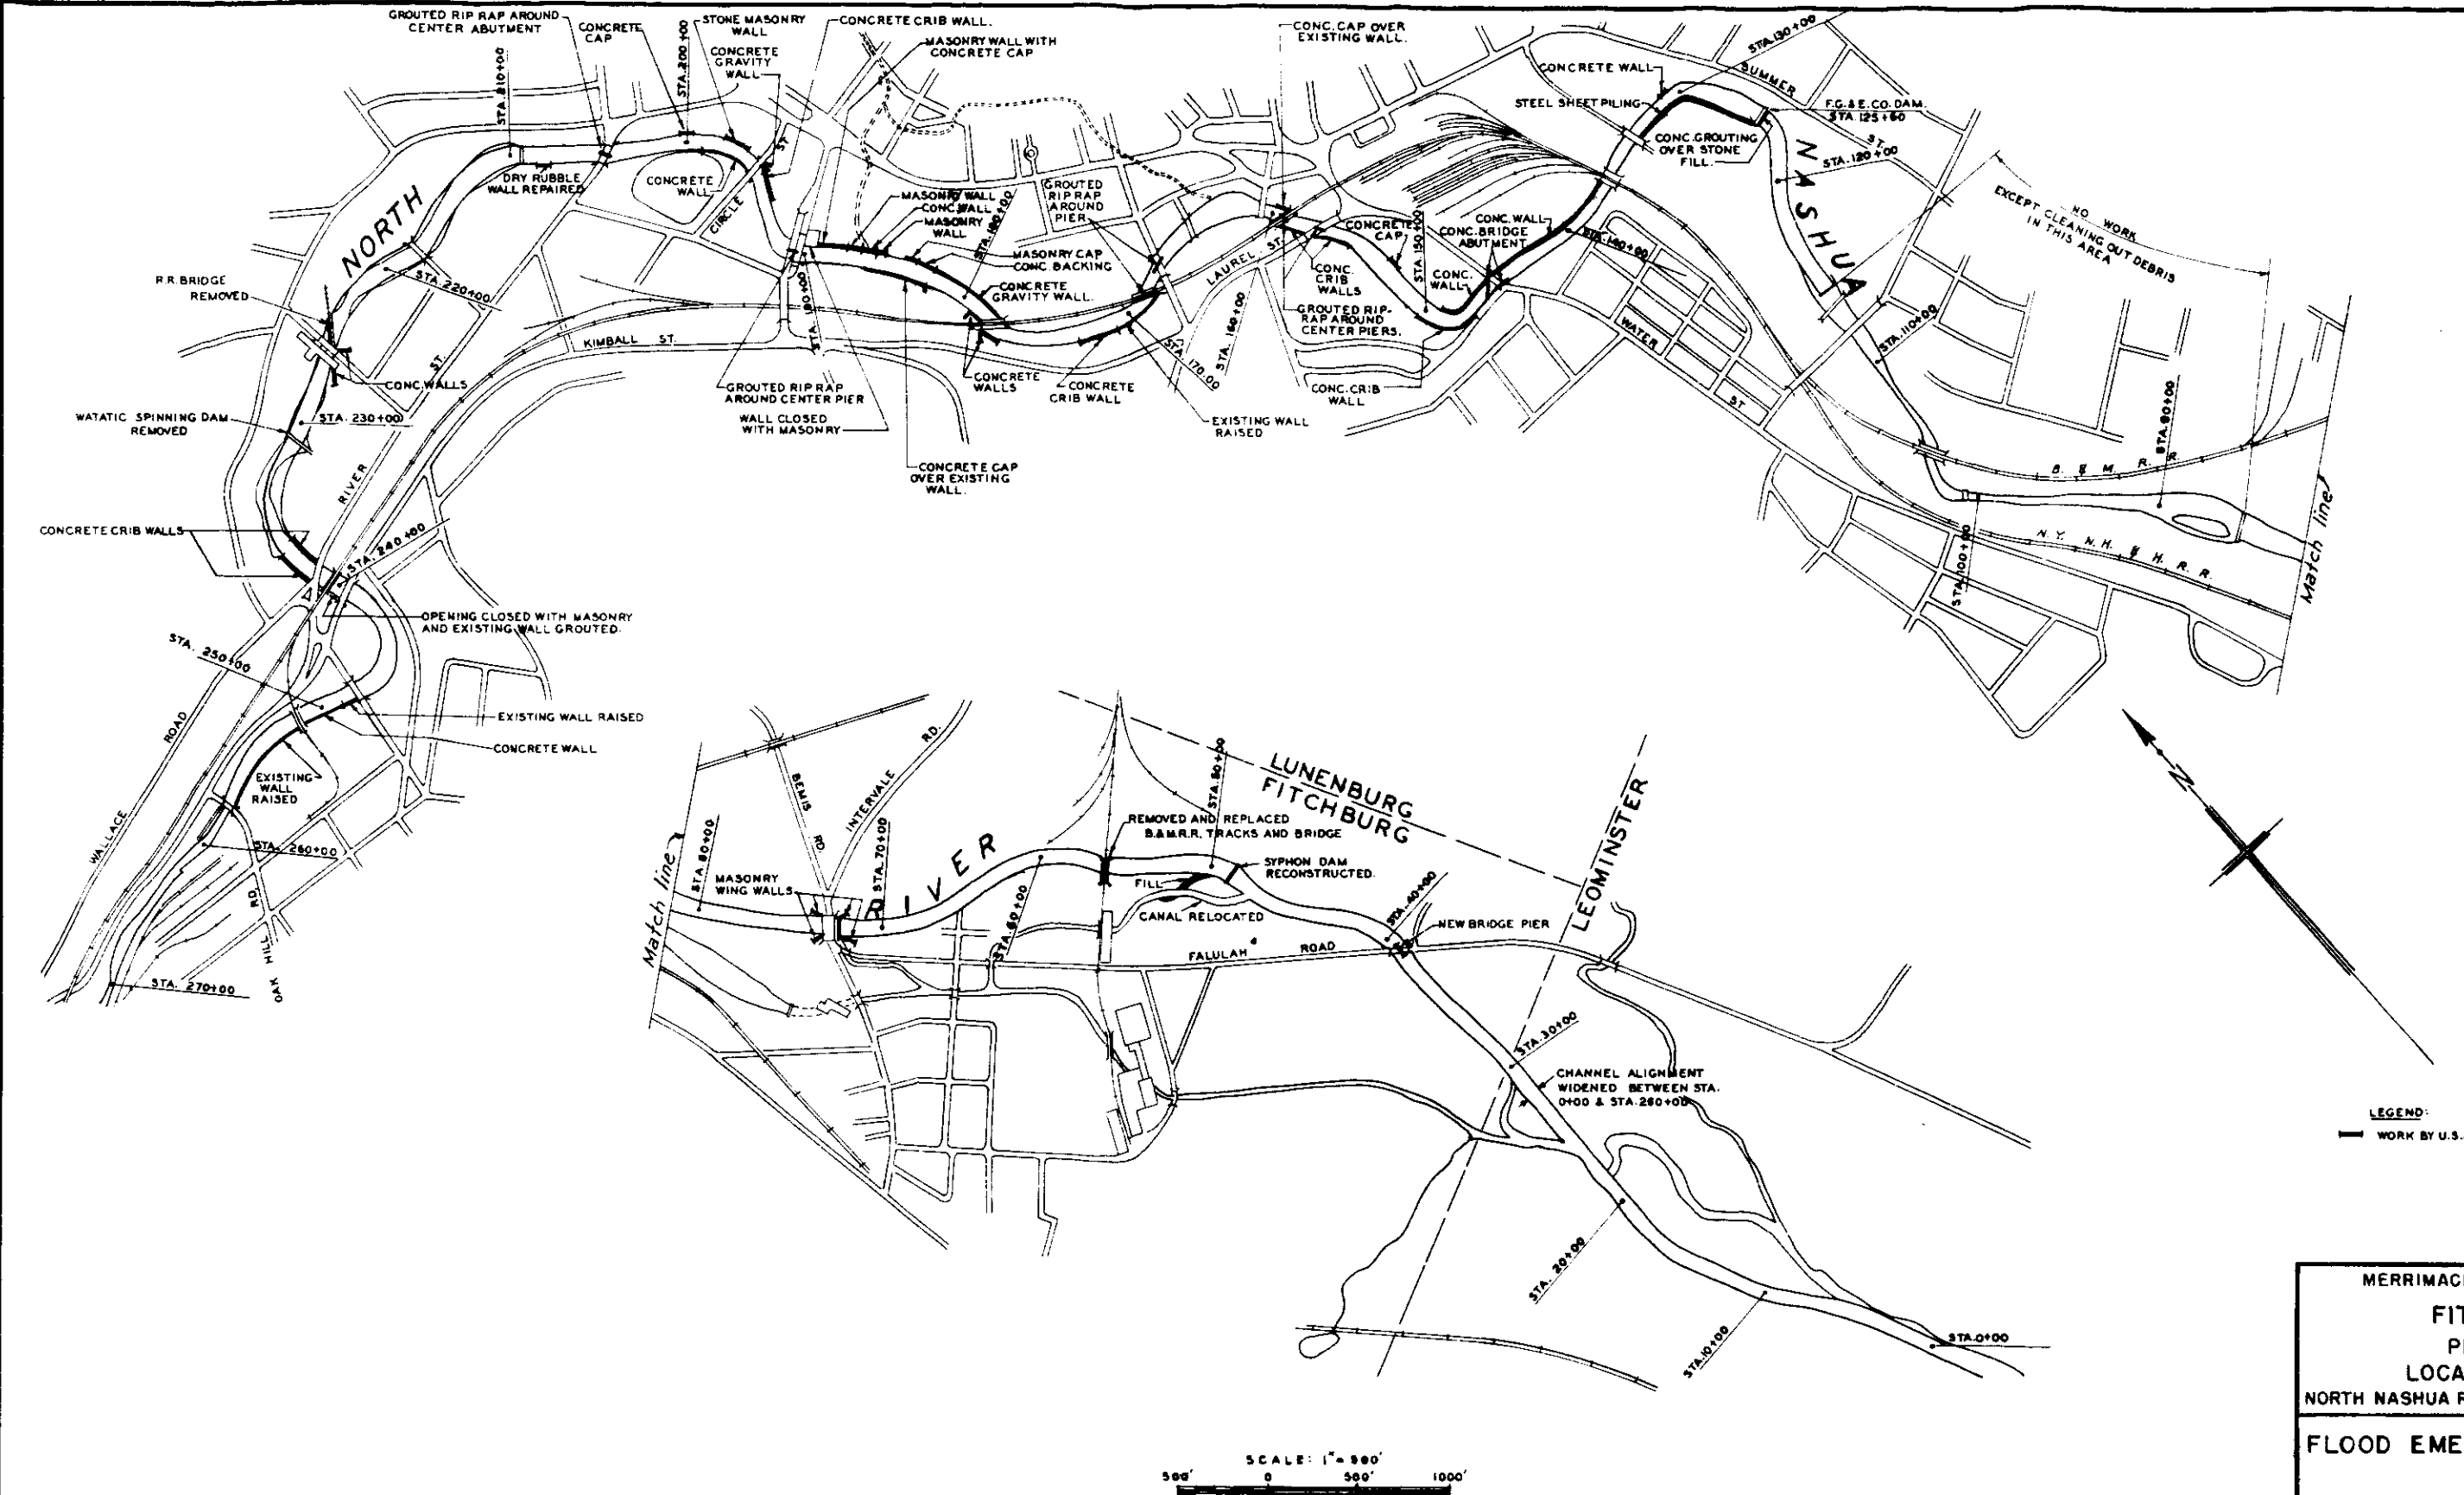 GROUTED RIP RAP AROUND
CENTER ABUTMENT
CONCRETE
CAP
STA. 200+00
STONE MASONRY
WALL
CONCRETE
GRAVITY
WALL
CONCRETE CRIB WALL.
MASONRY WALL WITH
CONCRETE CAP
CONC. CAP OVER
EXISTING WALL.
STA. 130+00
SUMMER
ST.
CONCRETE WALL
STEEL SHEET PILING
F.G.& E. CO. DAM.
STA. 125+60
CONC. GROUTING
OVER STONE
FILL.
STA. 120+00
NASHUA
NO WORK
EXCEPT CLEANING OUT DEBRIS
IN THIS AREA
STA. 210+00
DRY RUBBLE
WALL REPAIRED
CONCRETE
WALL
CIRCLE ST.
NORTH
MASONRY WALL
CONC. WALL
MASONRY
WALL
GROUTED
RIP RAP
AROUND
PIER
MASONRY CAP
CONC. BACKING
CONCRETE
GRAVITY WALL.
LAUREL ST.
CONCRETE
CAP
STA. 150+00
CONC. WALL
CONC. BRIDGE
ABUTMENT
STA. 140+00
CONC.
WALL
CONC.
CRIB
WALLS
GROUTED RIP-
RAP AROUND
CENTER PIERS.
STA. 160+00
STA. 170.00
CONC. CRIB
WALL
WATER
ST
STA. 110+00
R.R. BRIDGE
REMOVED
STA. 220+00
KIMBALL ST.
CONC. WALLS
GROUTED RIP RAP
AROUND CENTER PIER
WALL CLOSED
WITH MASONRY
CONCRETE
WALLS
CONCRETE
CRIB WALL
EXISTING WALL
RAISED
CONCRETE CAP
OVER EXISTING
WALL.
WATATIC SPINNING DAM
REMOVED
STA. 230+00
RIVER
ST.
CONCRETE CRIB WALLS
STA. 240+00
OPENING CLOSED WITH MASONRY
AND EXISTING WALL GROUTED.
STA. 250+00
EXISTING WALL RAISED
CONCRETE WALL
EXISTING
WALL
RAISED
WALLACE
ROAD
STA. 260+00
OAK HILL RD.
STA. 270+00
STA. 90+00
B. & M. R. R.
STA. 100+00
N.Y. N.H. & H. R. R.
Match line
N
BEMIS RD.
INTERVALE RD.
LUNENBURG
FITCHBURG
LEOMINSTER
Match line
STA. 80+00
STA. 70+00
MASONRY
WING WALLS
RIVER
STA. 60+00
REMOVED AND REPLACED
B.& M.R.R. TRACKS AND BRIDGE
SYPHON DAM
RECONSTRUCTED.
FILL
CANAL RELOCATED
FALULAH ROAD
STA. 40+00
NEW BRIDGE PIER
STA. 30+00
CHANNEL ALIGNMENT
WIDENED BETWEEN STA.
0+00 & STA. 260+00
STA. 20+00
STA. 10+00
STA. 0+00
LEGEND:
WORK BY U.S.
SCALE: 1"=500'
500' 0 500' 1000'
MERRIMAC
FIT
P
LOCA
NORTH NASHUA
FLOOD EME